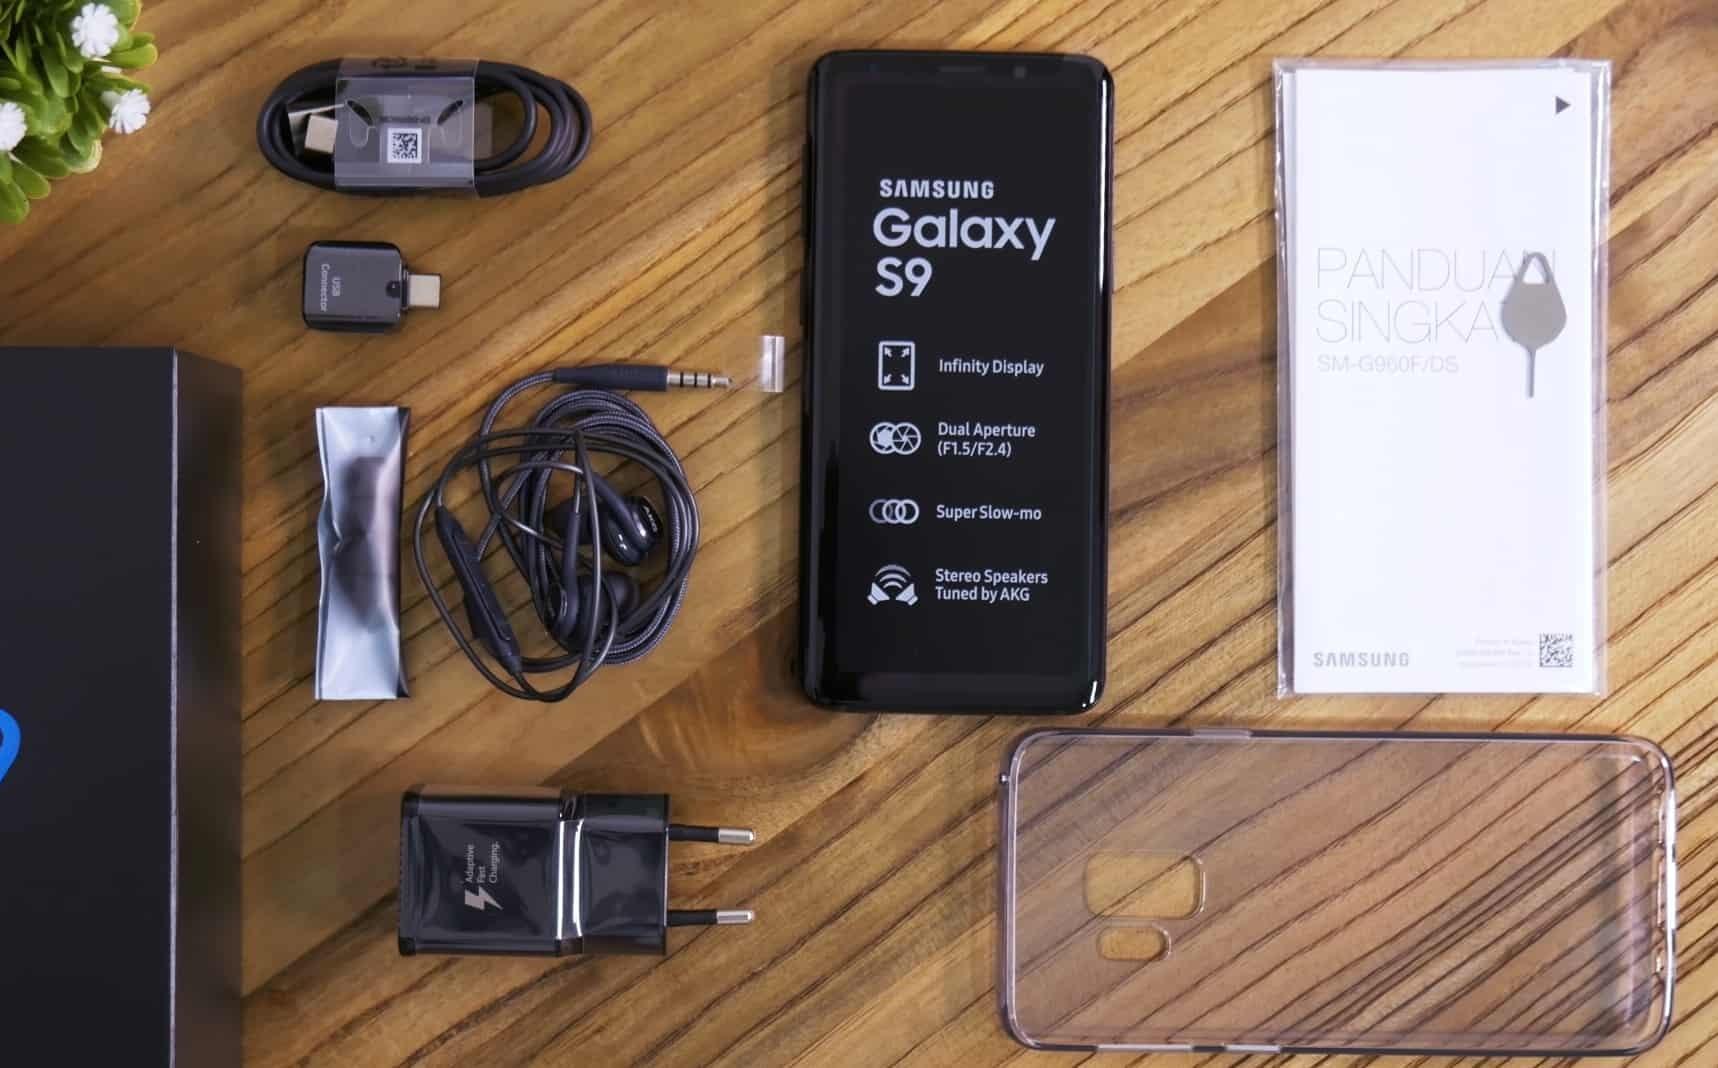 USB
Connector
AKG
Adaptive
Fast
Charging
SAMSUNG
Galaxy
S9
Infinity Display
Dual Aperture
(F1.5/F2.4)
Super Slow-mo
Stereo Speakers
Tuned by AKG
PANDUAN
SINGKA
SM-G960F/DS
SAMSUNG